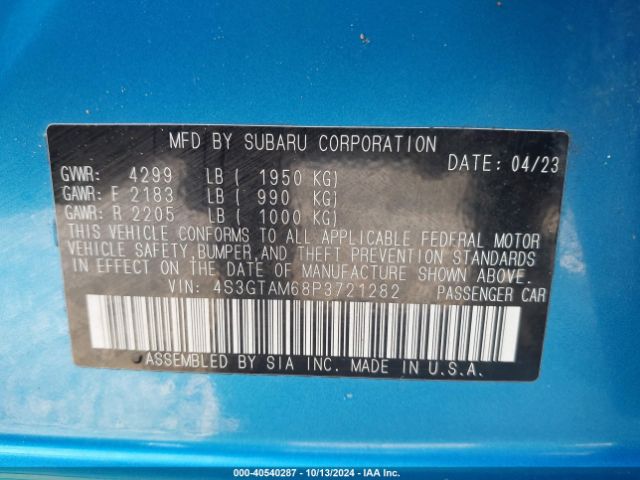 MFD BY SUBARU CORPORATION
GVWR: 4299 LB ( 1950 KG) DATE: 04/23
GAWR: F 2183 LB ( 990 KG)
GAWR: R 2205 LB ( 1000 KG)
THIS VEHICLE CONFORMS TO ALL APPLICABLE FEDERAL MOTOR
VEHICLE SAFETY, BUMPER, AND THEFT PREVENTION STANDARDS
IN EFFECT ON THE DATE OF MANUFACTURE SHOWN ABOVE.
VIN: 4S3GTAM68P3721282 PASSENGER CAR
ASSEMBLED BY SIA INC. MADE IN U.S.A.
000-40540287 - 10/13/2024 - IAA Inc.